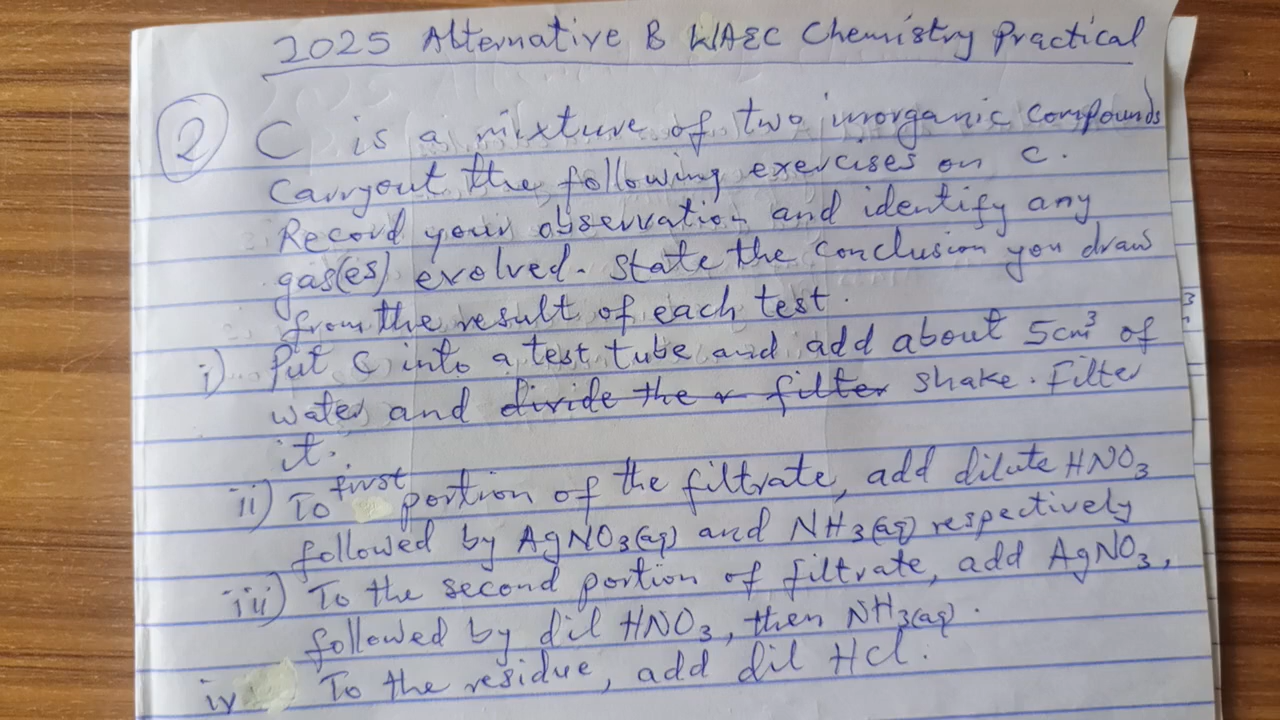 2025 Alternative B WAEC Chemistry Practical
2 C is a mixture of two inorganic compounds
Carryout the following exercises on C.
Record your observation and identify any
gas(es) evolved. State the conclusion you draw
from the result of each test.
i) Put C into a test tube and add about 5cm³ of
water and divide the r filter shake. Filter
it.
ii) To first portion of the filtrate, add dilute HNO₃
followed by AgNO₃(aq) and NH₃(aq) respectively
iii) To the second portion of filtrate, add AgNO₃,
followed by dil HNO₃, then NH₃(aq).
iv To the residue, add dil HCl.